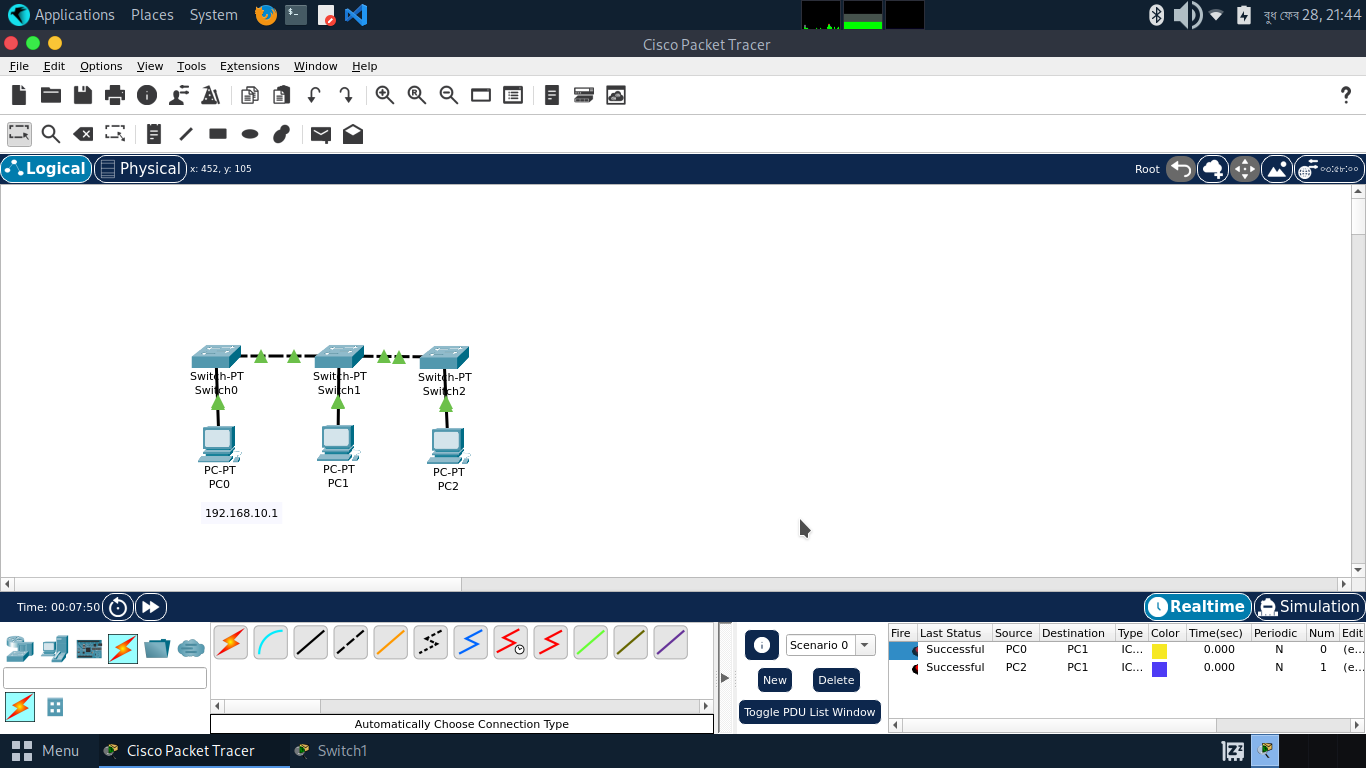 Applications Places System বুধ ফেব 28, 21:44
Cisco Packet Tracer
File Edit Options View Tools Extensions Window Help
Logical Physical x: 452, y: 105 Root
Switch-PT Switch-PT Switch-PT
Switch0 Switch1 Switch2
PC-PT PC-PT PC-PT
PC0 PC1 PC2
192.168.10.1
Time: 00:07:50 Realtime Simulation
Scenario 0
New Delete
Toggle PDU List Window
Automatically Choose Connection Type
Fire Last Status Source Destination Type Color Time(sec) Periodic Num Edit
Successful PC0 PC1 IC... 0.000 N 0 (e...
Successful PC2 PC1 IC... 0.000 N 1 (e...
Menu Cisco Packet Tracer Switch1